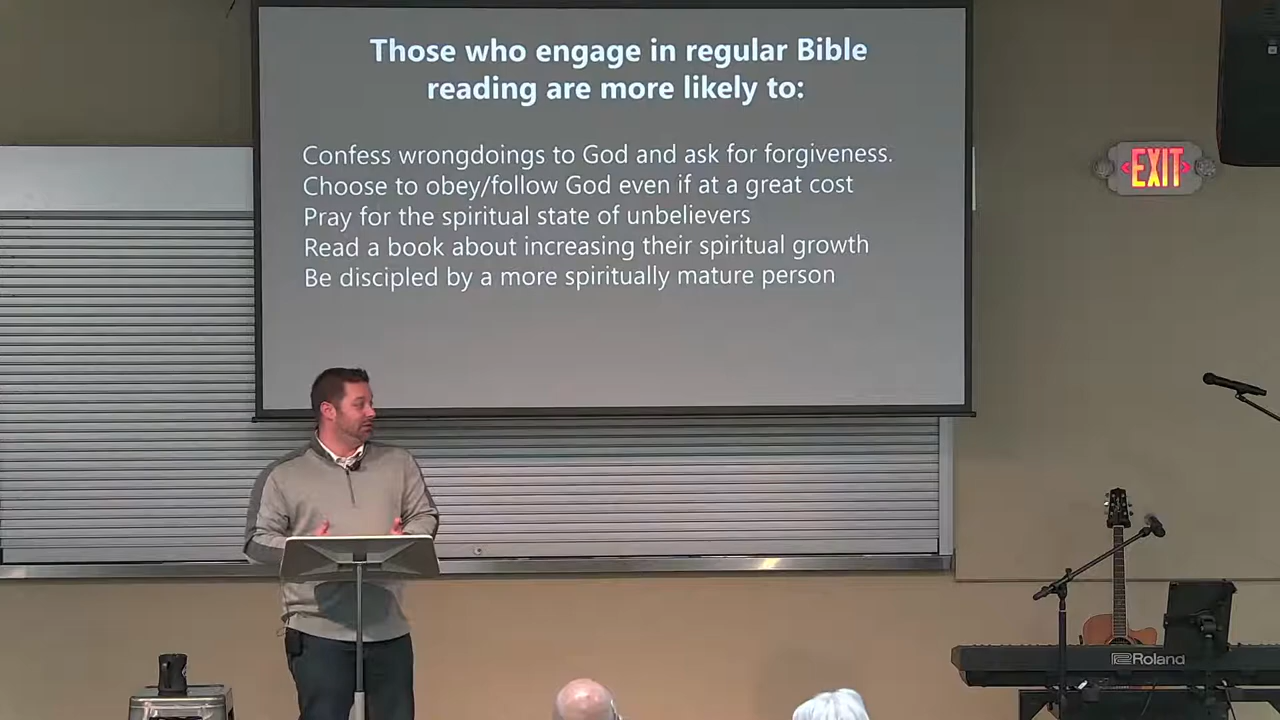 Those who engage in regular Bible
reading are more likely to:
Confess wrongdoings to God and ask for forgiveness.
Choose to obey/follow God even if at a great cost
Pray for the spiritual state of unbelievers
Read a book about increasing their spiritual growth
Be discipled by a more spiritually mature person
EXIT
Roland